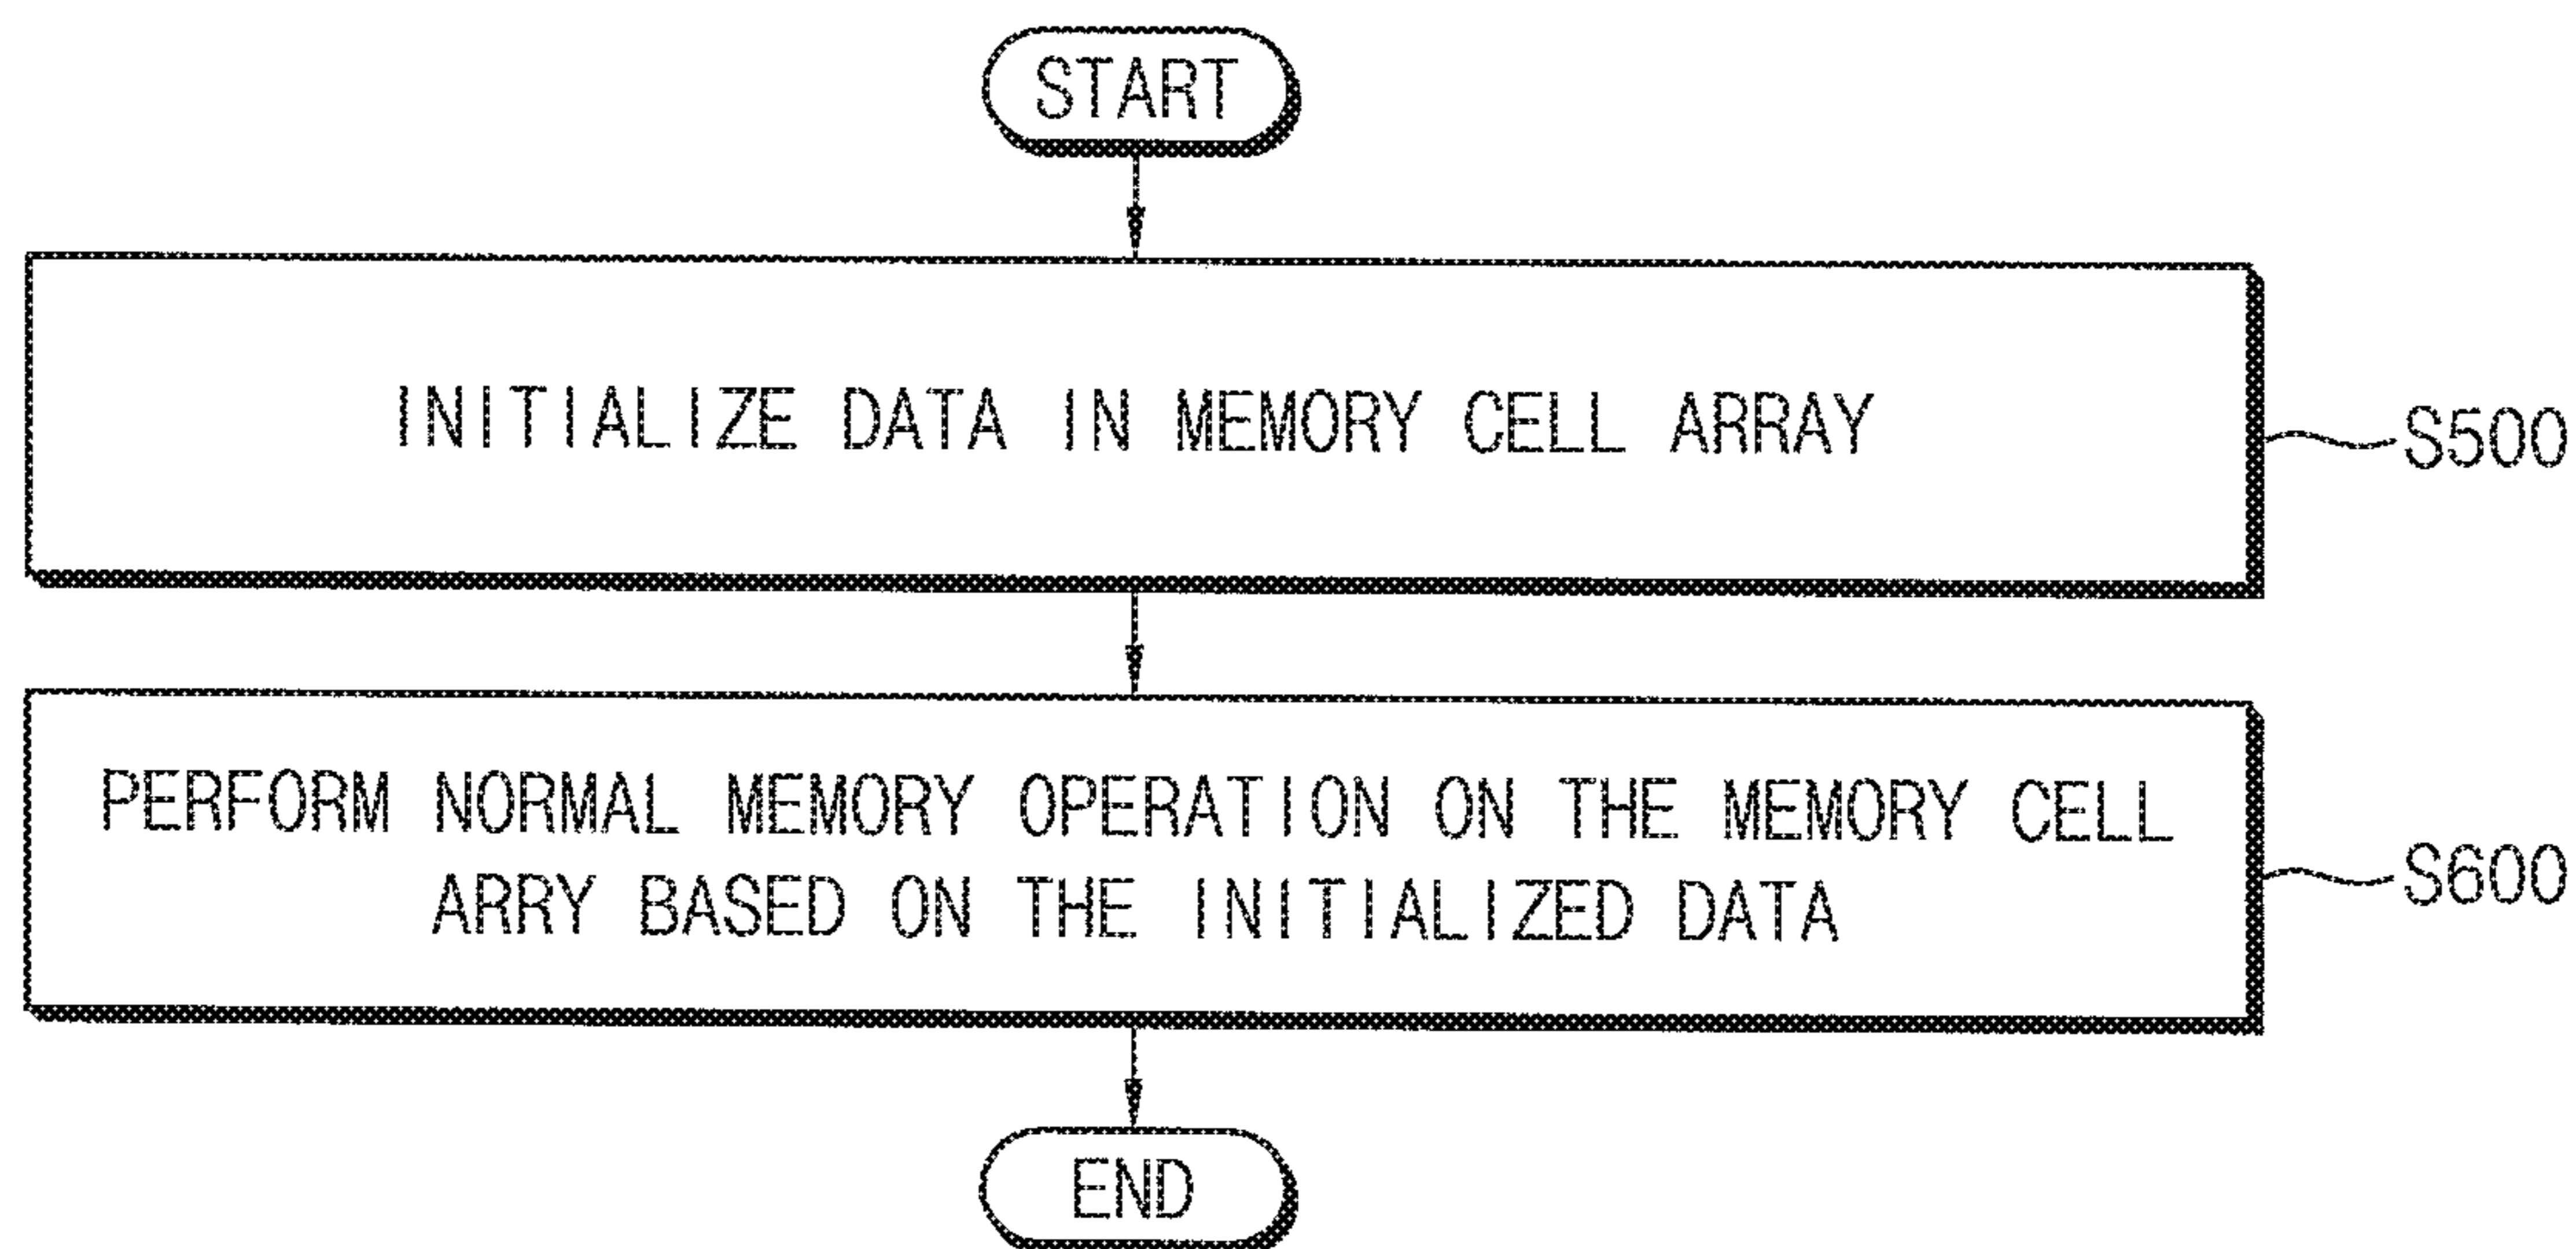 START
INITIALIZE DATA IN MEMORY CELL ARRAY
S500
PERFORM NORMAL MEMORY OPERATION ON THE MEMORY CELL
ARRY BASED ON THE INITIALIZED DATA
S600
END